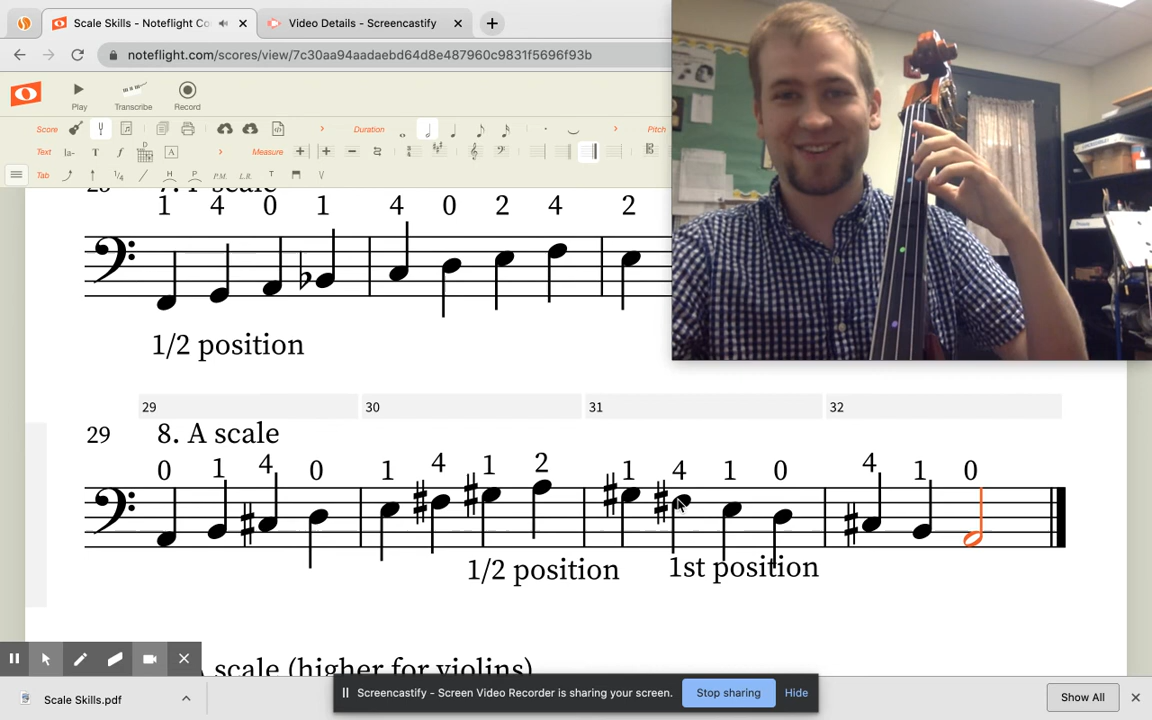 Scale Skills - Noteflight Co
Video Details - Screencastify
noteflight.com/scores/view/7c30aa94aadaebd64d8e487960c9831f5696f93b
Play
Transcribe
Record
Score
Duration
Pitch
Text
la-
T
f
D
A
Measure
Tab
H
P
1/4
H
P
P.M.
L.R.
T
V
1 4 0 1 4 0 2 4 2
1/2 position
29 30 31 32
29 8. A scale
0 1 4 0 1 4 1 2 1 4 1 0 4 1 0
1/2 position 1st position
scale (higher for violins)
Scale Skills.pdf
Screencastify - Screen Video Recorder is sharing your screen.
Stop sharing
Hide
Show All